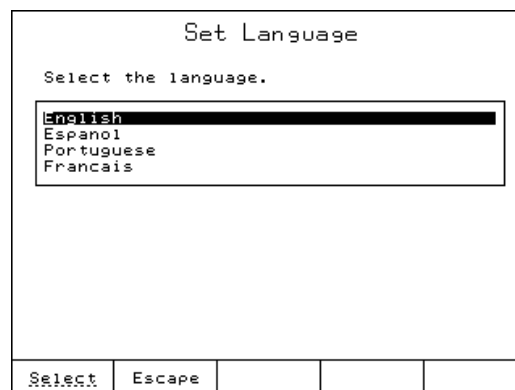 Set Language
Select the language.
English
Espanol
Portuguese
Francais
Select Escape